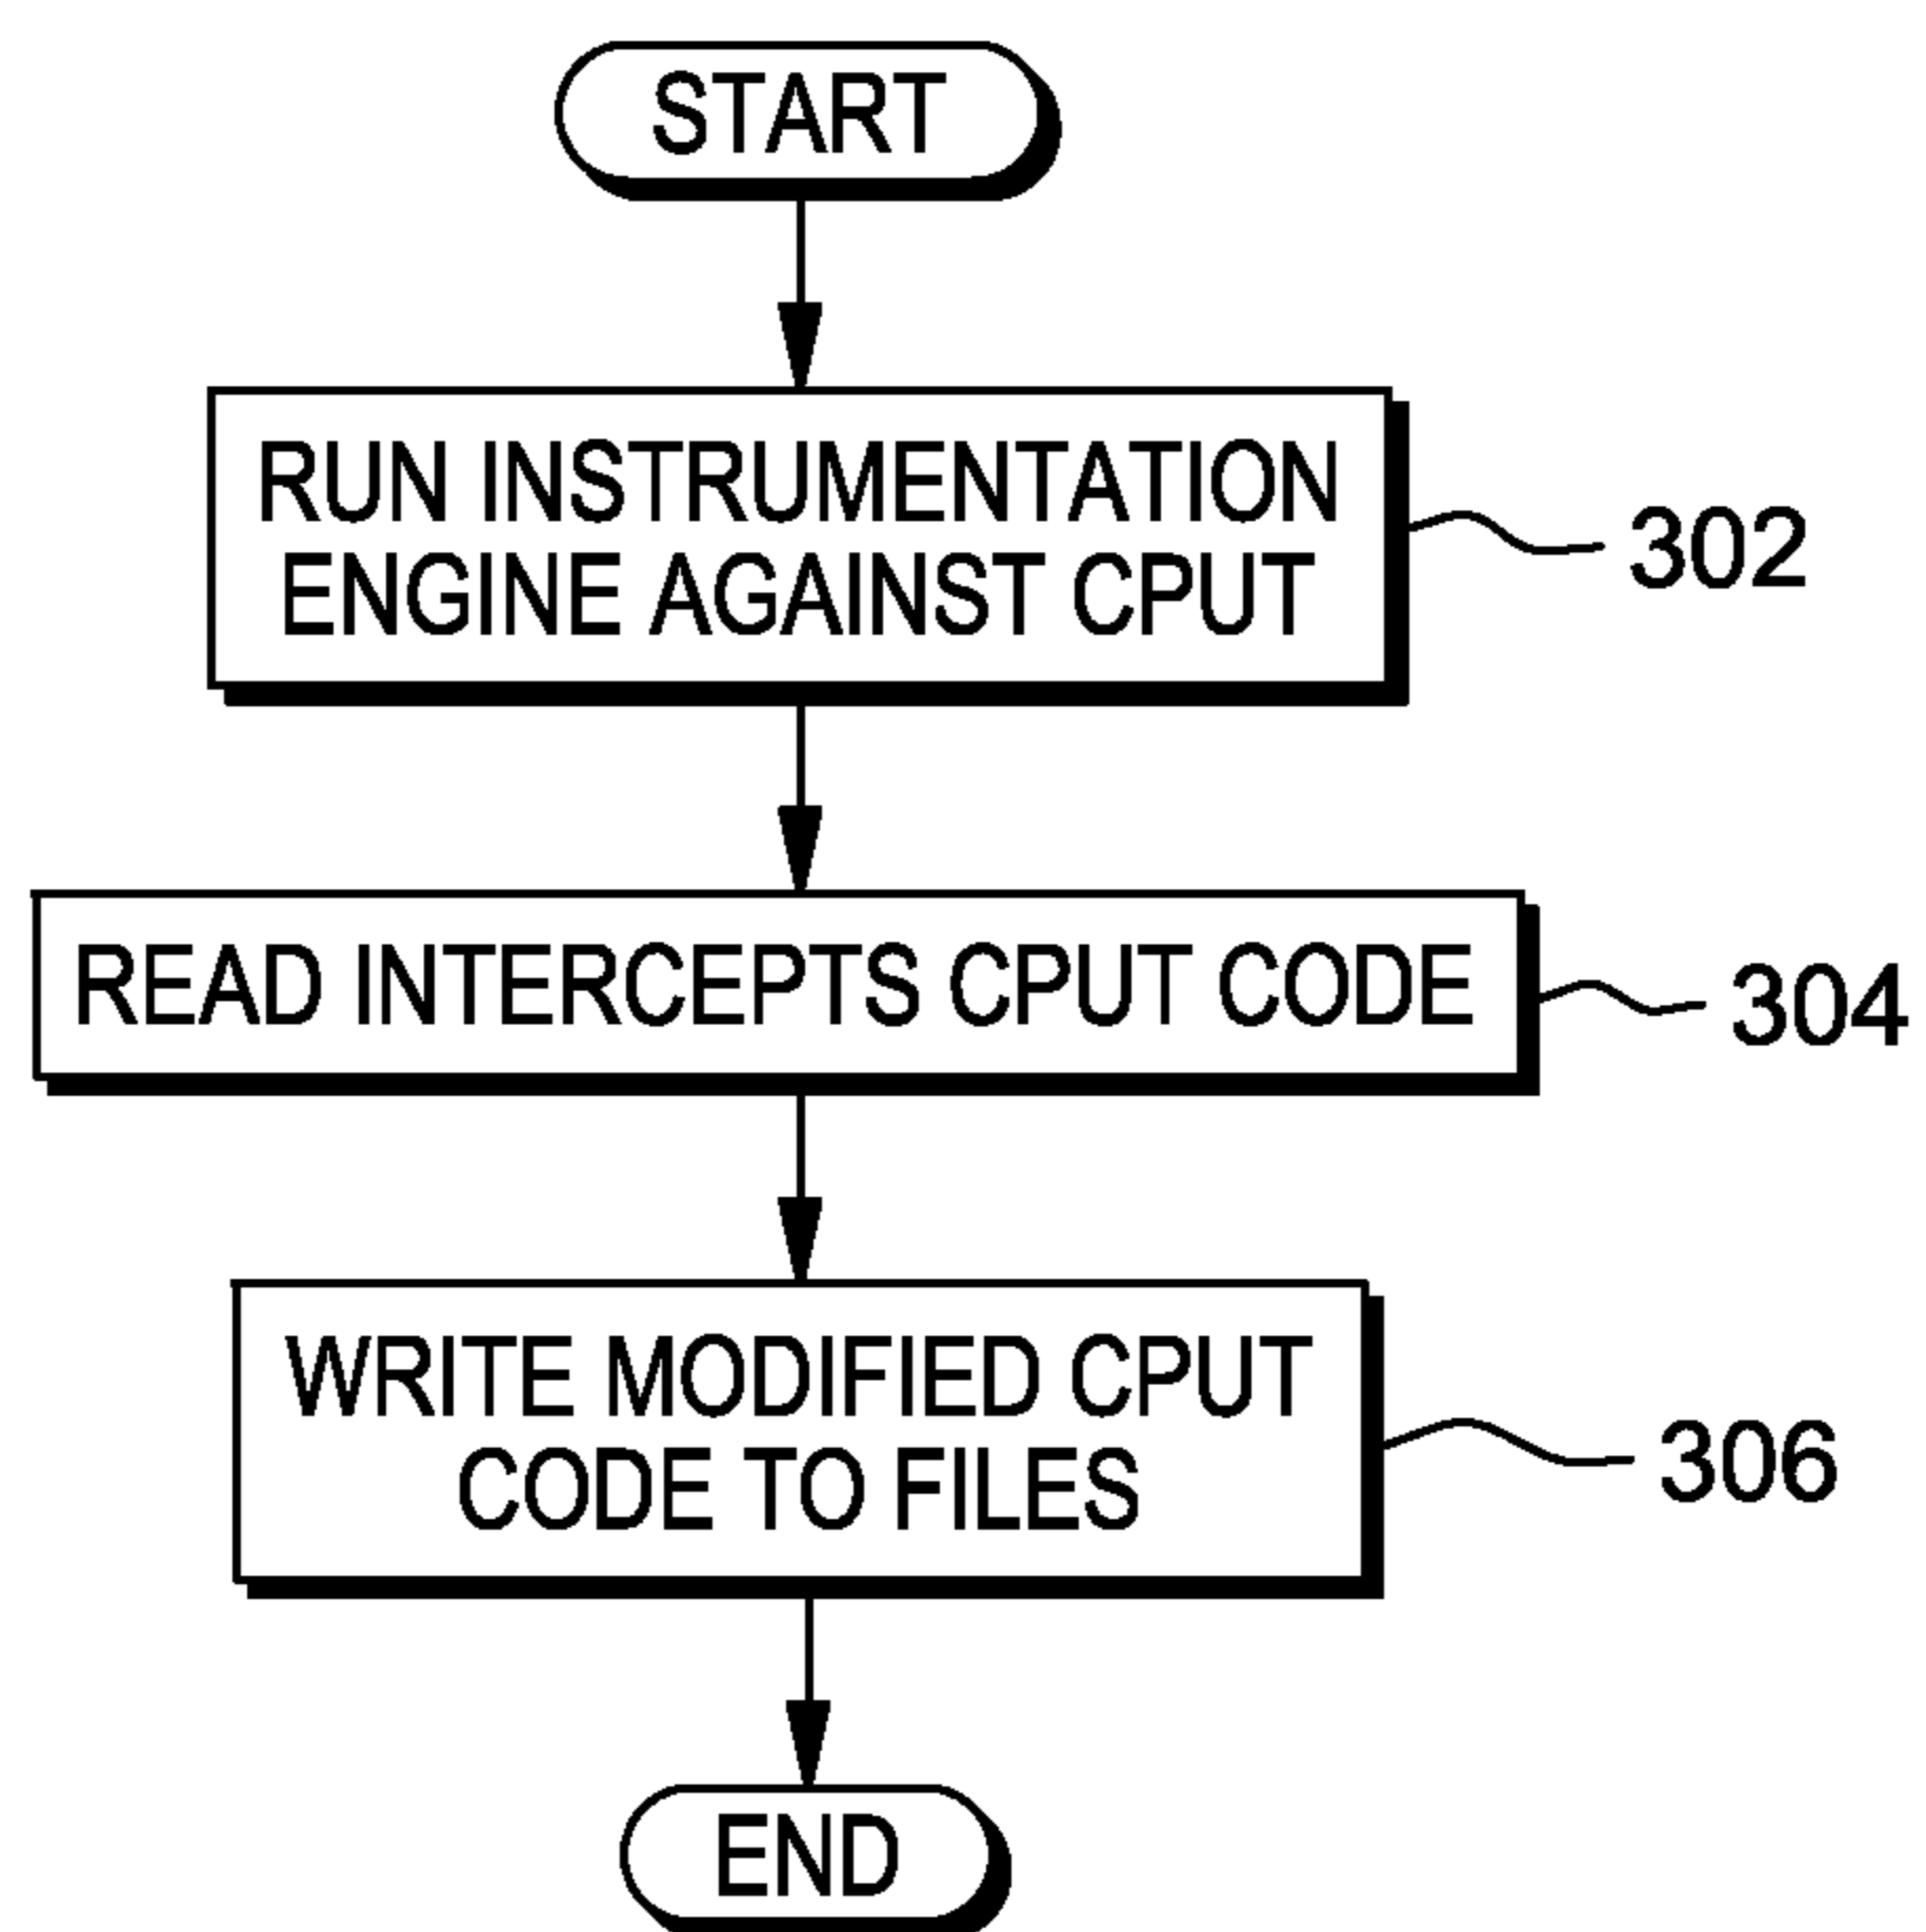 START
RUN INSTRUMENTATION
ENGINE AGAINST CPUT
302
READ INTERCEPTS CPUT CODE
304
WRITE MODIFIED CPUT
CODE TO FILES
306
END